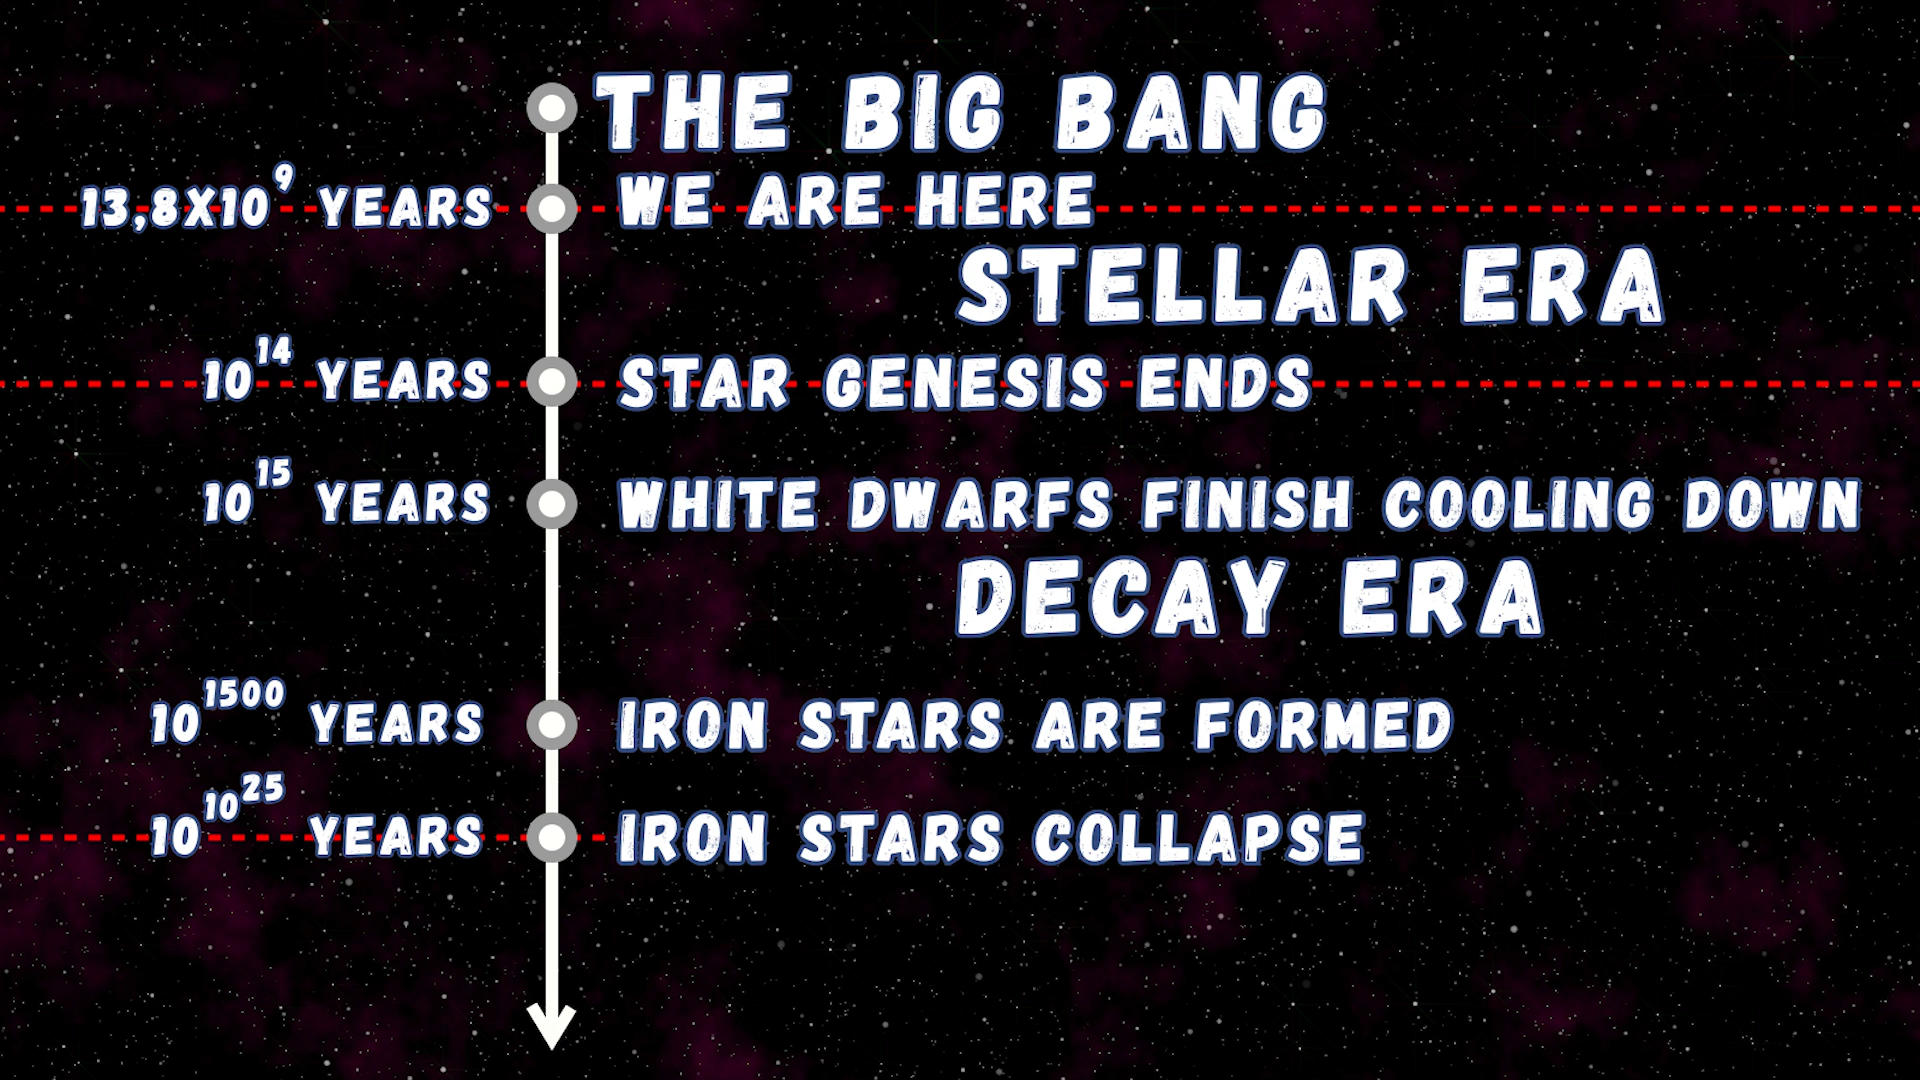 THE BIG BANG
13,8X10⁹ YEARS WE ARE HERE
STELLAR ERA
10¹⁴ YEARS STAR GENESIS ENDS
10¹⁵ YEARS WHITE DWARFS FINISH COOLING DOWN
DECAY ERA
10¹⁵⁰⁰ YEARS IRON STARS ARE FORMED
10^10^25 YEARS IRON STARS COLLAPSE